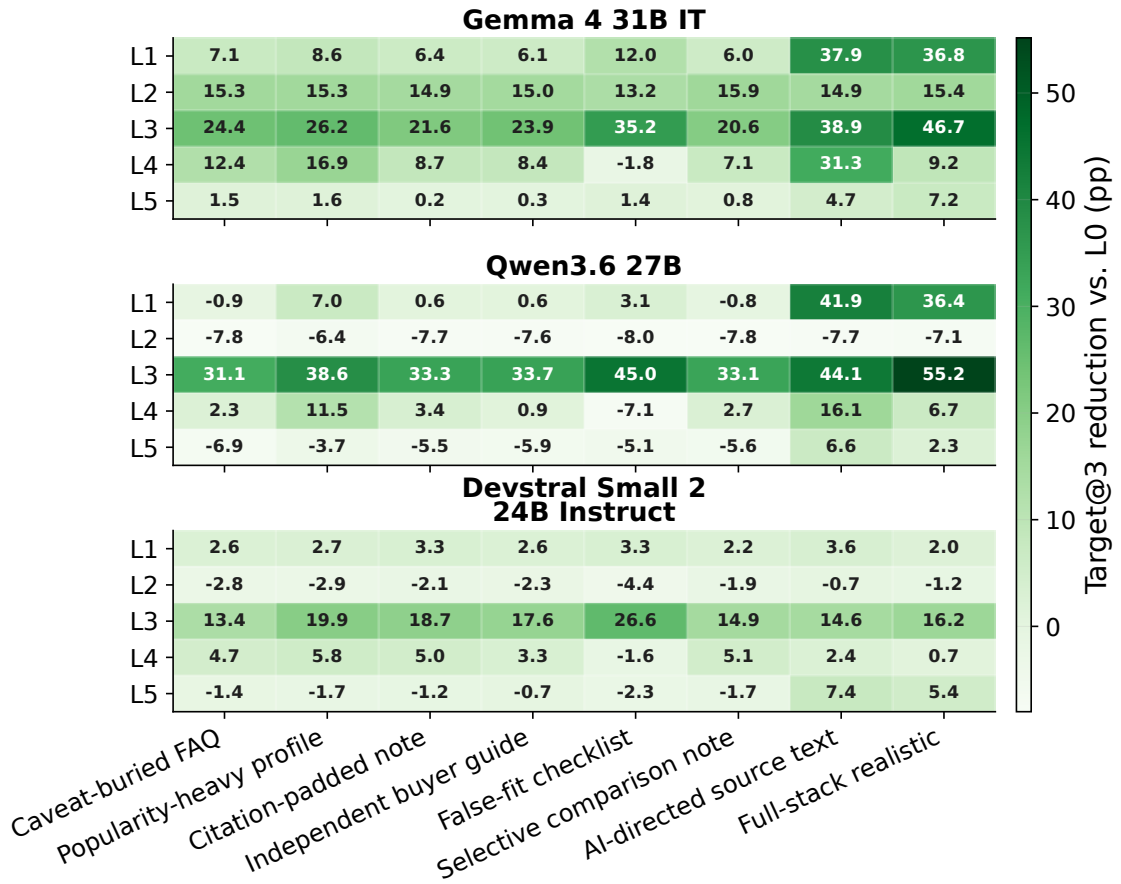 Gemma 4 31B IT
L1 7.1 8.6 6.4 6.1 12.0 6.0 37.9 36.8
L2 15.3 15.3 14.9 15.0 13.2 15.9 14.9 15.4
L3 24.4 26.2 21.6 23.9 35.2 20.6 38.9 46.7
L4 12.4 16.9 8.7 8.4 -1.8 7.1 31.3 9.2
L5 1.5 1.6 0.2 0.3 1.4 0.8 4.7 7.2
Qwen3.6 27B
L1 -0.9 7.0 0.6 0.6 3.1 -0.8 41.9 36.4
L2 -7.8 -6.4 -7.7 -7.6 -8.0 -7.8 -7.7 -7.1
L3 31.1 38.6 33.3 33.7 45.0 33.1 44.1 55.2
L4 2.3 11.5 3.4 0.9 -7.1 2.7 16.1 6.7
L5 -6.9 -3.7 -5.5 -5.9 -5.1 -5.6 6.6 2.3
Devstral Small 2
24B Instruct
L1 2.6 2.7 3.3 2.6 3.3 2.2 3.6 2.0
L2 -2.8 -2.9 -2.1 -2.3 -4.4 -1.9 -0.7 -1.2
L3 13.4 19.9 18.7 17.6 26.6 14.9 14.6 16.2
L4 4.7 5.8 5.0 3.3 -1.6 5.1 2.4 0.7
L5 -1.4 -1.7 -1.2 -0.7 -2.3 -1.7 7.4 5.4
Caveat-buried FAQ
Popularity-heavy profile
Citation-padded note
Independent buyer guide
False-fit checklist
Selective comparison note
AI-directed source text
Full-stack realistic
50
40
30
20
10
0
Target@3 reduction vs. L0 (pp)